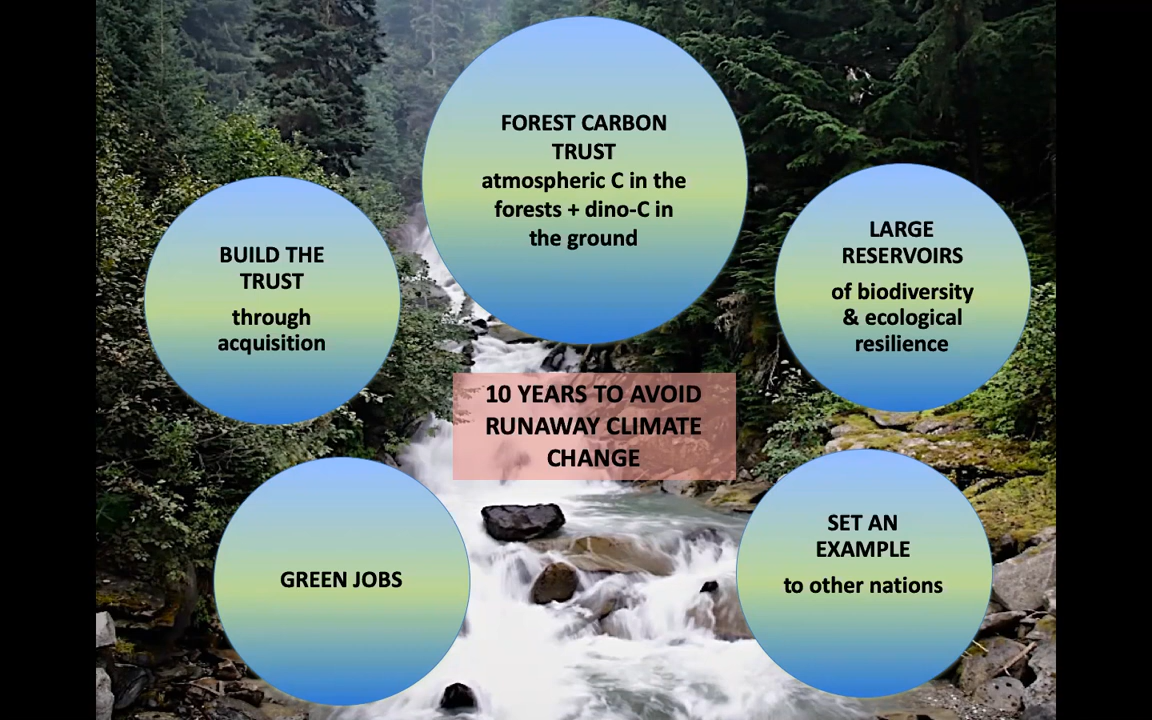 FOREST CARBON
TRUST
atmospheric C in the
forests + dino-C in
the ground
BUILD THE
TRUST
through
acquisition
LARGE
RESERVOIRS
of biodiversity
& ecological
resilience
10 YEARS TO AVOID
RUNAWAY CLIMATE
CHANGE
GREEN JOBS
SET AN
EXAMPLE
to other nations